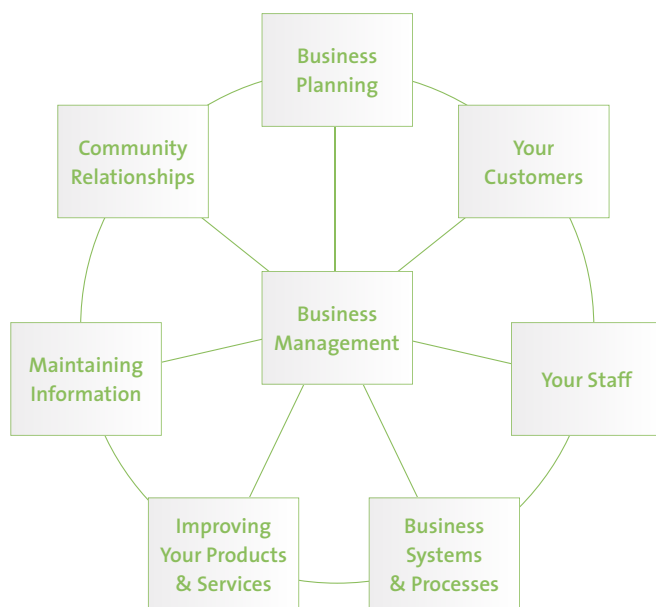 Business
Planning
Community
Relationships
Your
Customers
Business
Management
Maintaining
Information
Your Staff
Improving
Your Products
& Services
Business
Systems
& Processes